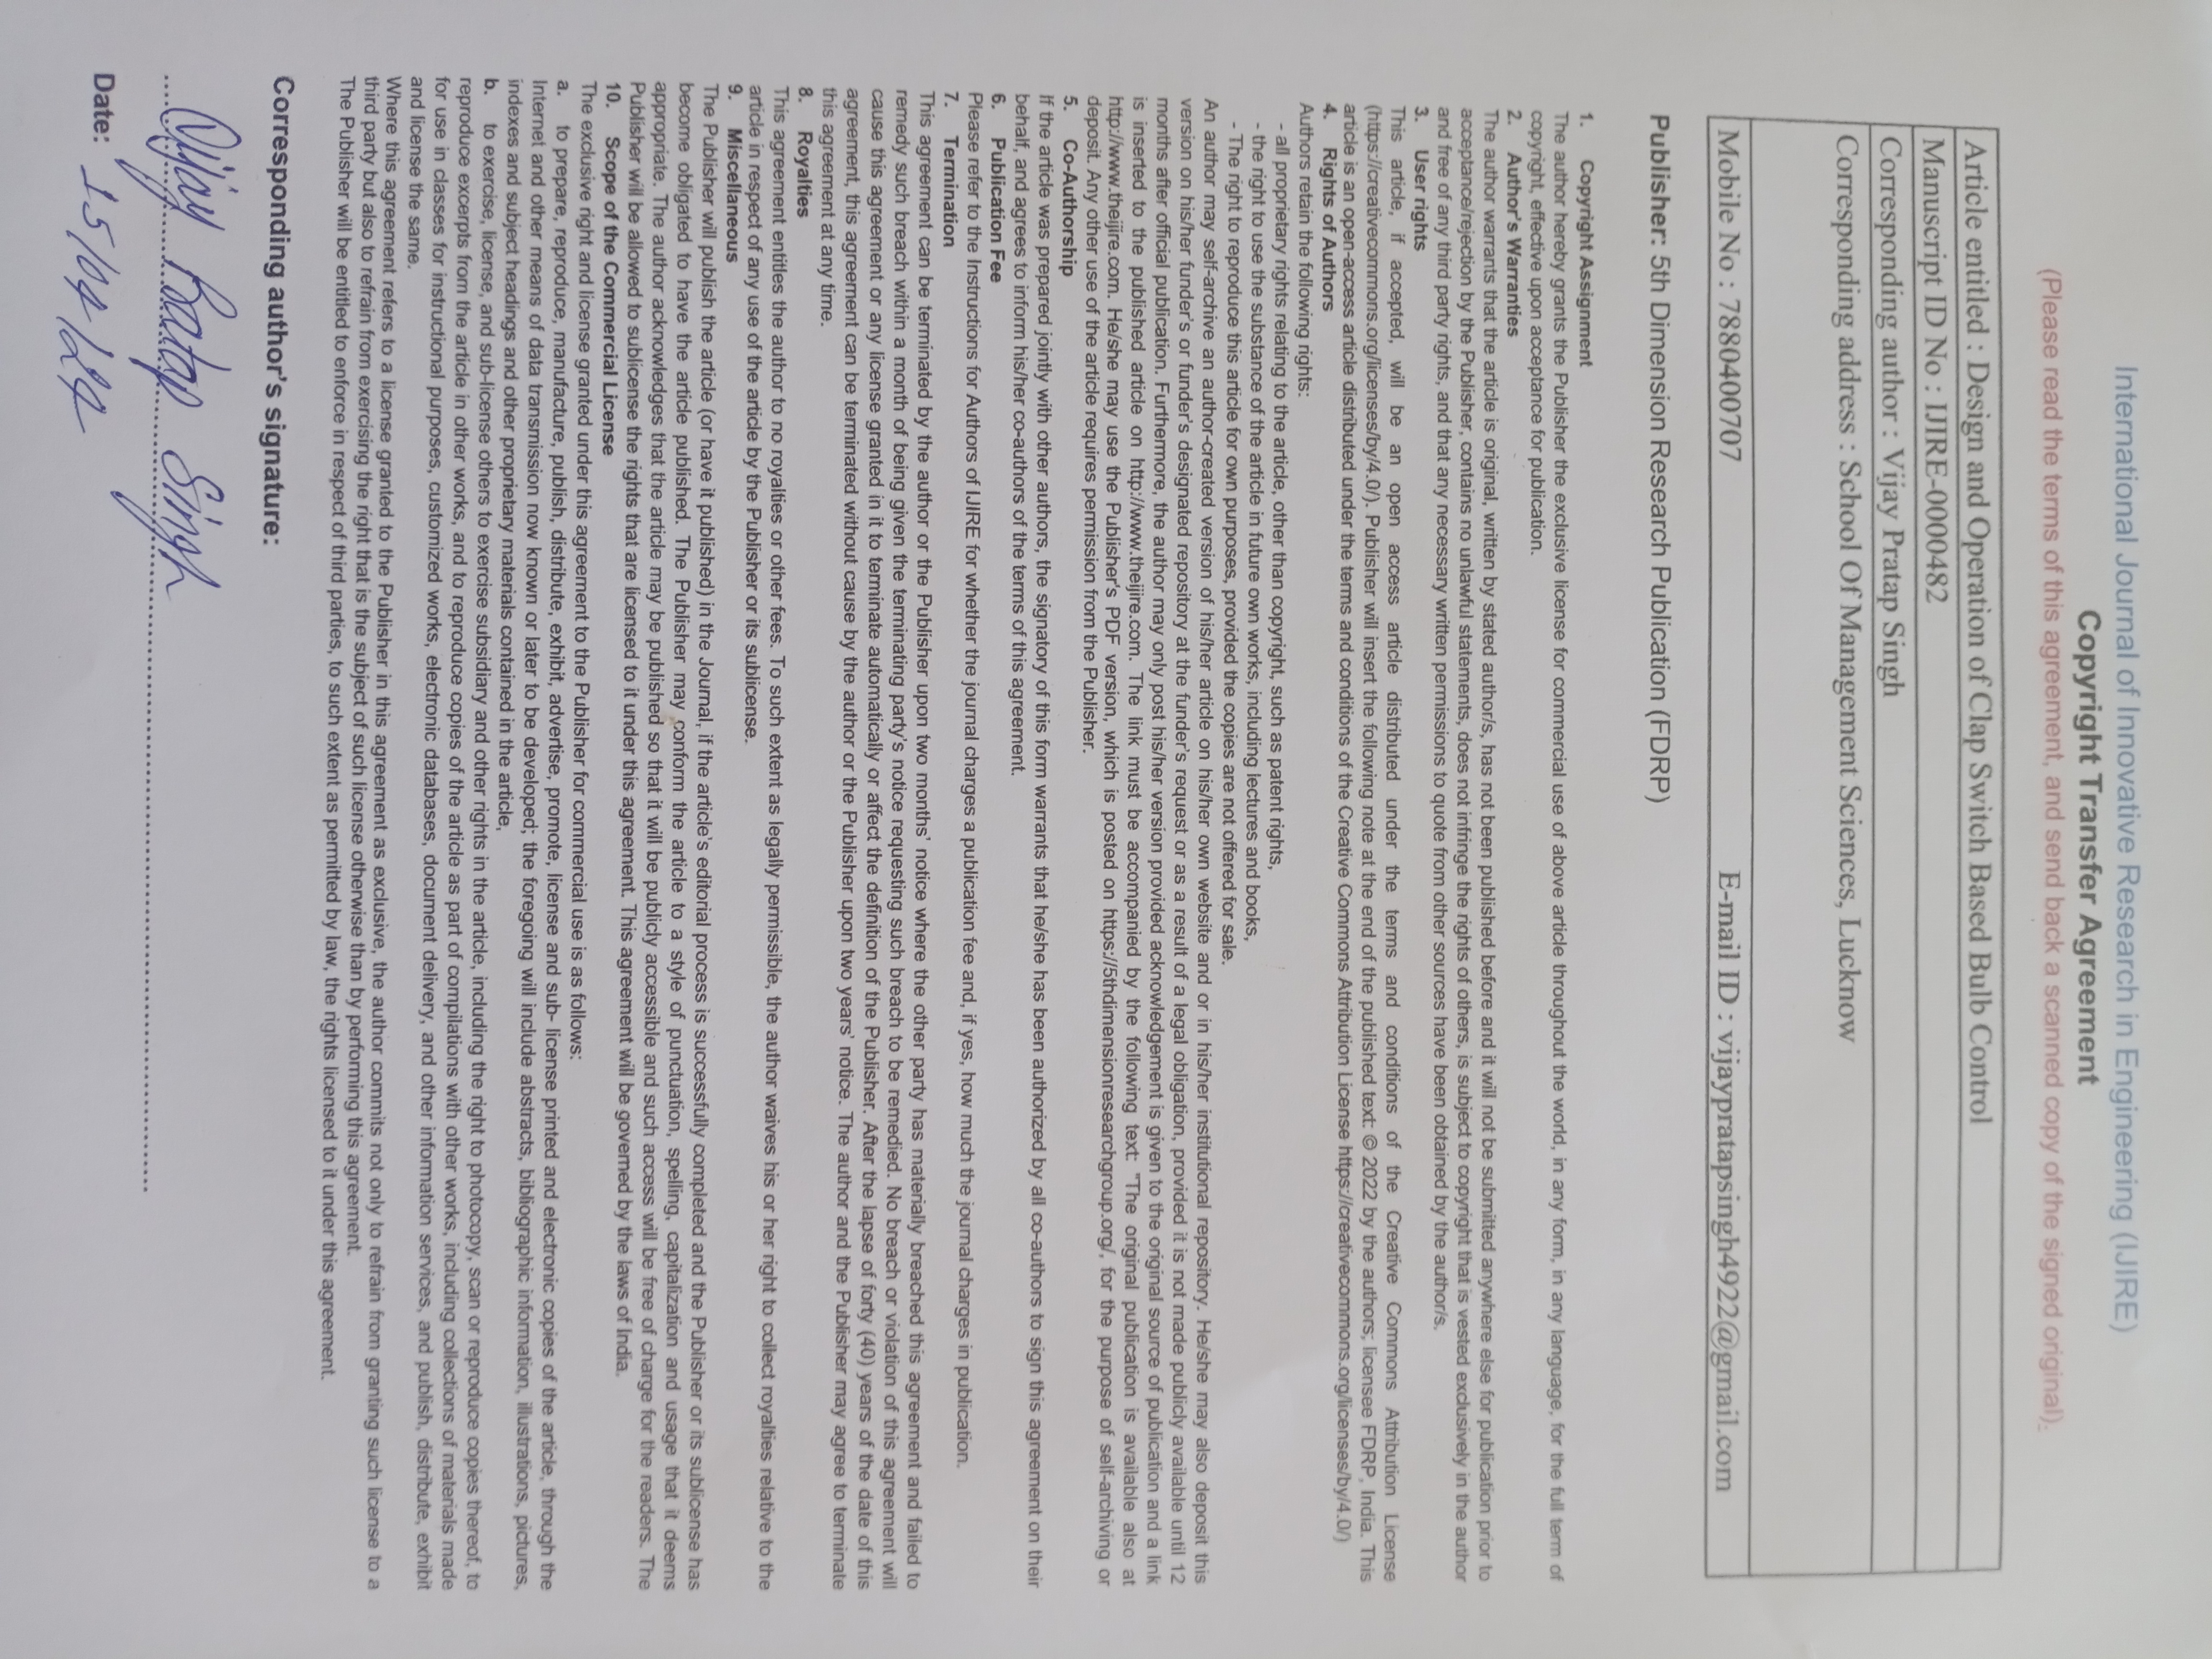 International Journal of Innovative Research in Engineering (IJIRE)
Copyright Transfer Agreement
(Please read the terms of this agreement, and send back a scanned copy of the signed original).
Article entitled : Design and Operation of Clap Switch Based Bulb Control
Manuscript ID No : IJIRE-0000482
Corresponding author : Vijay Pratap Singh
Corresponding address : School Of Management Sciences, Lucknow
Mobile No : 7880400707 E-mail ID : vijaypratapsingh4922@gmail.com
Publisher: 5th Dimension Research Publication (FDRP)
1. Copyright Assignment
The author hereby grants the Publisher the exclusive license for commercial use of above article throughout the world, in any form, in any language, for the full term of
copyright, effective upon acceptance for publication.
2. Author's Warranties
The author warrants that the article is original, written by stated author/s, has not been published before and it will not be submitted anywhere else for publication prior to
acceptance/rejection by the Publisher, contains no unlawful statements, does not infringe the rights of others, is subject to copyright that is vested exclusively in the author
and free of any third party rights, and that any necessary written permissions to quote from other sources have been obtained by the author/s.
3. User rights
This article, if accepted, will be an open access article distributed under the terms and conditions of the Creative Commons Attribution License
(https://creativecommons.org/licenses/by/4.0/). Publisher will insert the following note at the end of the published text: © 2022 by the authors; licensee FDRP, India. This
article is an open-access article distributed under the terms and conditions of the Creative Commons Attribution License https://creativecommons.org/licenses/by/4.0/)
4. Rights of Authors
Authors retain the following rights:
- all proprietary rights relating to the article, other than copyright, such as patent rights,
- the right to use the substance of the article in future own works, including lectures and books,
- The right to reproduce this article for own purposes, provided the copies are not offered for sale.
An author may self-archive an author-created version of his/her article on his/her own website and or in his/her institutional repository. He/she may also deposit this
version on his/her funder's or funder's designated repository at the funder's request or as a result of a legal obligation, provided it is not made publicly available until 12
months after official publication. Furthermore, the author may only post his/her version provided acknowledgement is given to the original source of publication and a link
is inserted to the published article on http://www.theijire.com. The link must be accompanied by the following text: "The original publication is available also at
http://www.theijire.com. He/she may use the Publisher's PDF version, which is posted on https://5thdimensionresearchgroup.org/, for the purpose of self-archiving or
deposit. Any other use of the article requires permission from the Publisher.
5. Co-Authorship
If the article was prepared jointly with other authors, the signatory of this form warrants that he/she has been authorized by all co-authors to sign this agreement on their
behalf, and agrees to inform his/her co-authors of the terms of this agreement.
6. Publication Fee
Please refer to the Instructions for Authors of IJIRE for whether the journal charges a publication fee and, if yes, how much the journal charges in publication.
7. Termination
This agreement can be terminated by the author or the Publisher upon two months' notice where the other party has materially breached this agreement and failed to
remedy such breach within a month of being given the terminating party's notice requesting such breach to be remedied. No breach or violation of this agreement will
cause this agreement or any license granted in it to terminate automatically or affect the definition of the Publisher. After the lapse of forty (40) years of the date of this
agreement, this agreement can be terminated without cause by the author or the Publisher upon two years' notice. The author and the Publisher may agree to terminate
this agreement at any time.
8. Royalties
This agreement entitles the author to no royalties or other fees. To such extent as legally permissible, the author waives his or her right to collect royalties relative to the
article in respect of any use of the article by the Publisher or its sublicense.
9. Miscellaneous
The Publisher will publish the article (or have it published) in the Journal, if the article's editorial process is successfully completed and the Publisher or its sublicense has
become obligated to have the article published. The Publisher may conform the article to a style of punctuation, spelling, capitalization and usage that it deems
appropriate. The author acknowledges that the article may be published so that it will be publicly accessible and such access will be free of charge for the readers. The
Publisher will be allowed to sublicense the rights that are licensed to it under this agreement. This agreement will be governed by the laws of India.
10. Scope of the Commercial License
The exclusive right and license granted under this agreement to the Publisher for commercial use is as follows:
a. to prepare, reproduce, manufacture, publish, distribute, exhibit, advertise, promote, license and sub- license printed and electronic copies of the article, through the
Internet and other means of data transmission now known or later to be developed; the foregoing will include abstracts, bibliographic information, illustrations, pictures,
indexes and subject headings and other proprietary materials contained in the article,
b. to exercise, license, and sub-license others to exercise subsidiary and other rights in the article, including the right to photocopy, scan or reproduce copies thereof, to
reproduce excerpts from the article in other works, and to reproduce copies of the article as part of compilations with other works, including collections of materials made
for use in classes for instructional purposes, customized works, electronic databases, document delivery, and other information services, and publish, distribute, exhibit
and license the same.
Where this agreement refers to a license granted to the Publisher in this agreement as exclusive, the author commits not only to refrain from granting such license to a
third party but also to refrain from exercising the right that is the subject of such license otherwise than by performing this agreement.
The Publisher will be entitled to enforce in respect of third parties, to such extent as permitted by law, the rights licensed to it under this agreement.
Corresponding author's signature:
Vijay Pratap Singh
Date: 15/04/24